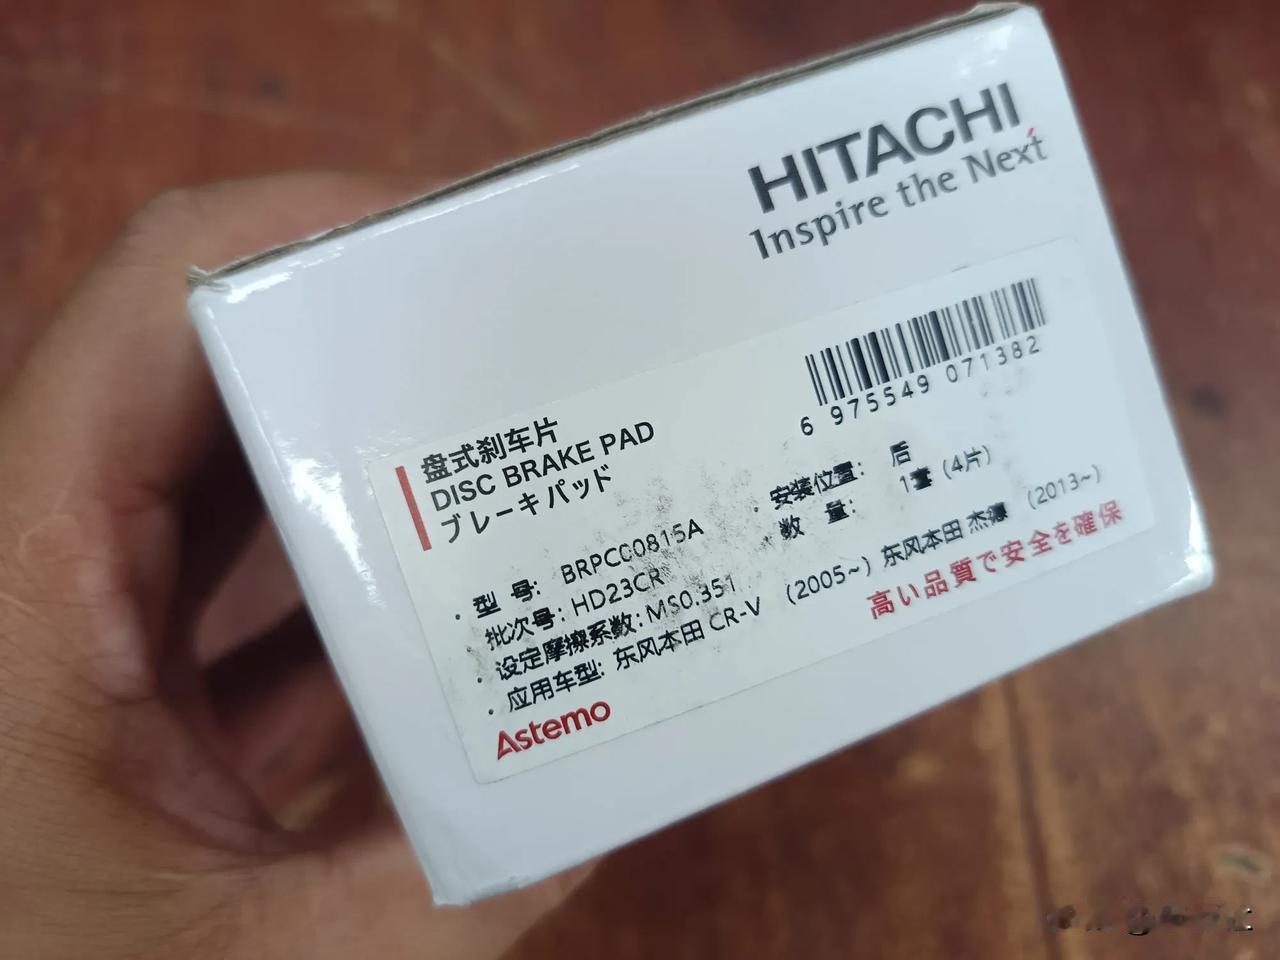 HITACHI
Inspire the Next
6 975549 071382
盘式刹车片
DISC BRAKE PAD
ブレーキパッド
· 型 号: BRPCC0815A
· 安装位置: 后
批次号: HD23CR
数 量: 1套 (4片)
· 设定摩擦系数: MS0.351
· 应用车型: 东风本田 CR-V (2005~) 东风本田 杰德 (2013~)
Astemo
高い品質で安全を確保